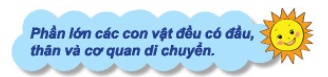 Phần lớn các con vật đều có đầu,
thân và cơ quan di chuyển.